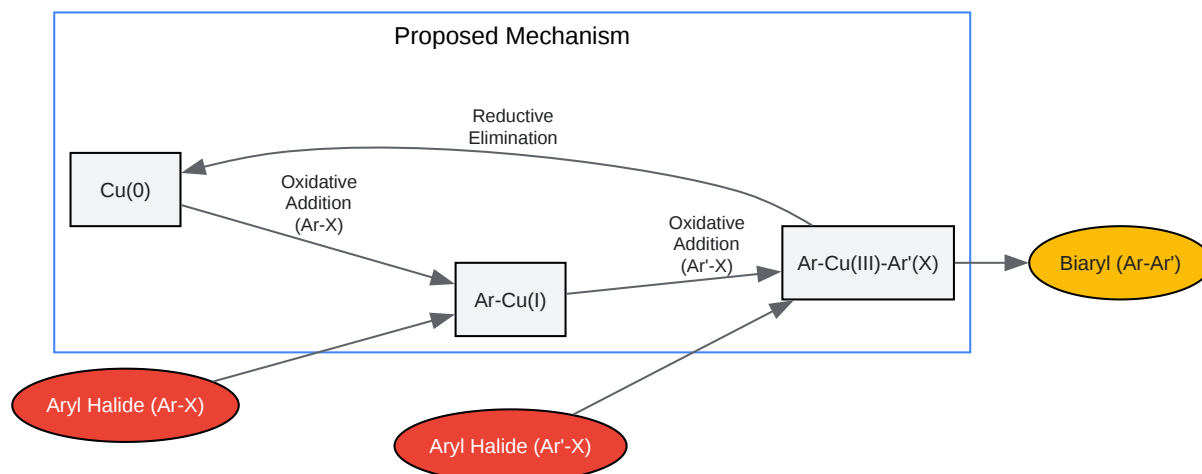 Proposed Mechanism
Reductive
Elimination
Cu(0)
Oxidative
Addition
(Ar-X)
Oxidative
Addition
(Ar'-X)
Ar-Cu(III)-Ar'(X)
Biaryl (Ar-Ar')
Ar-Cu(I)
Aryl Halide (Ar-X)
Aryl Halide (Ar'-X)